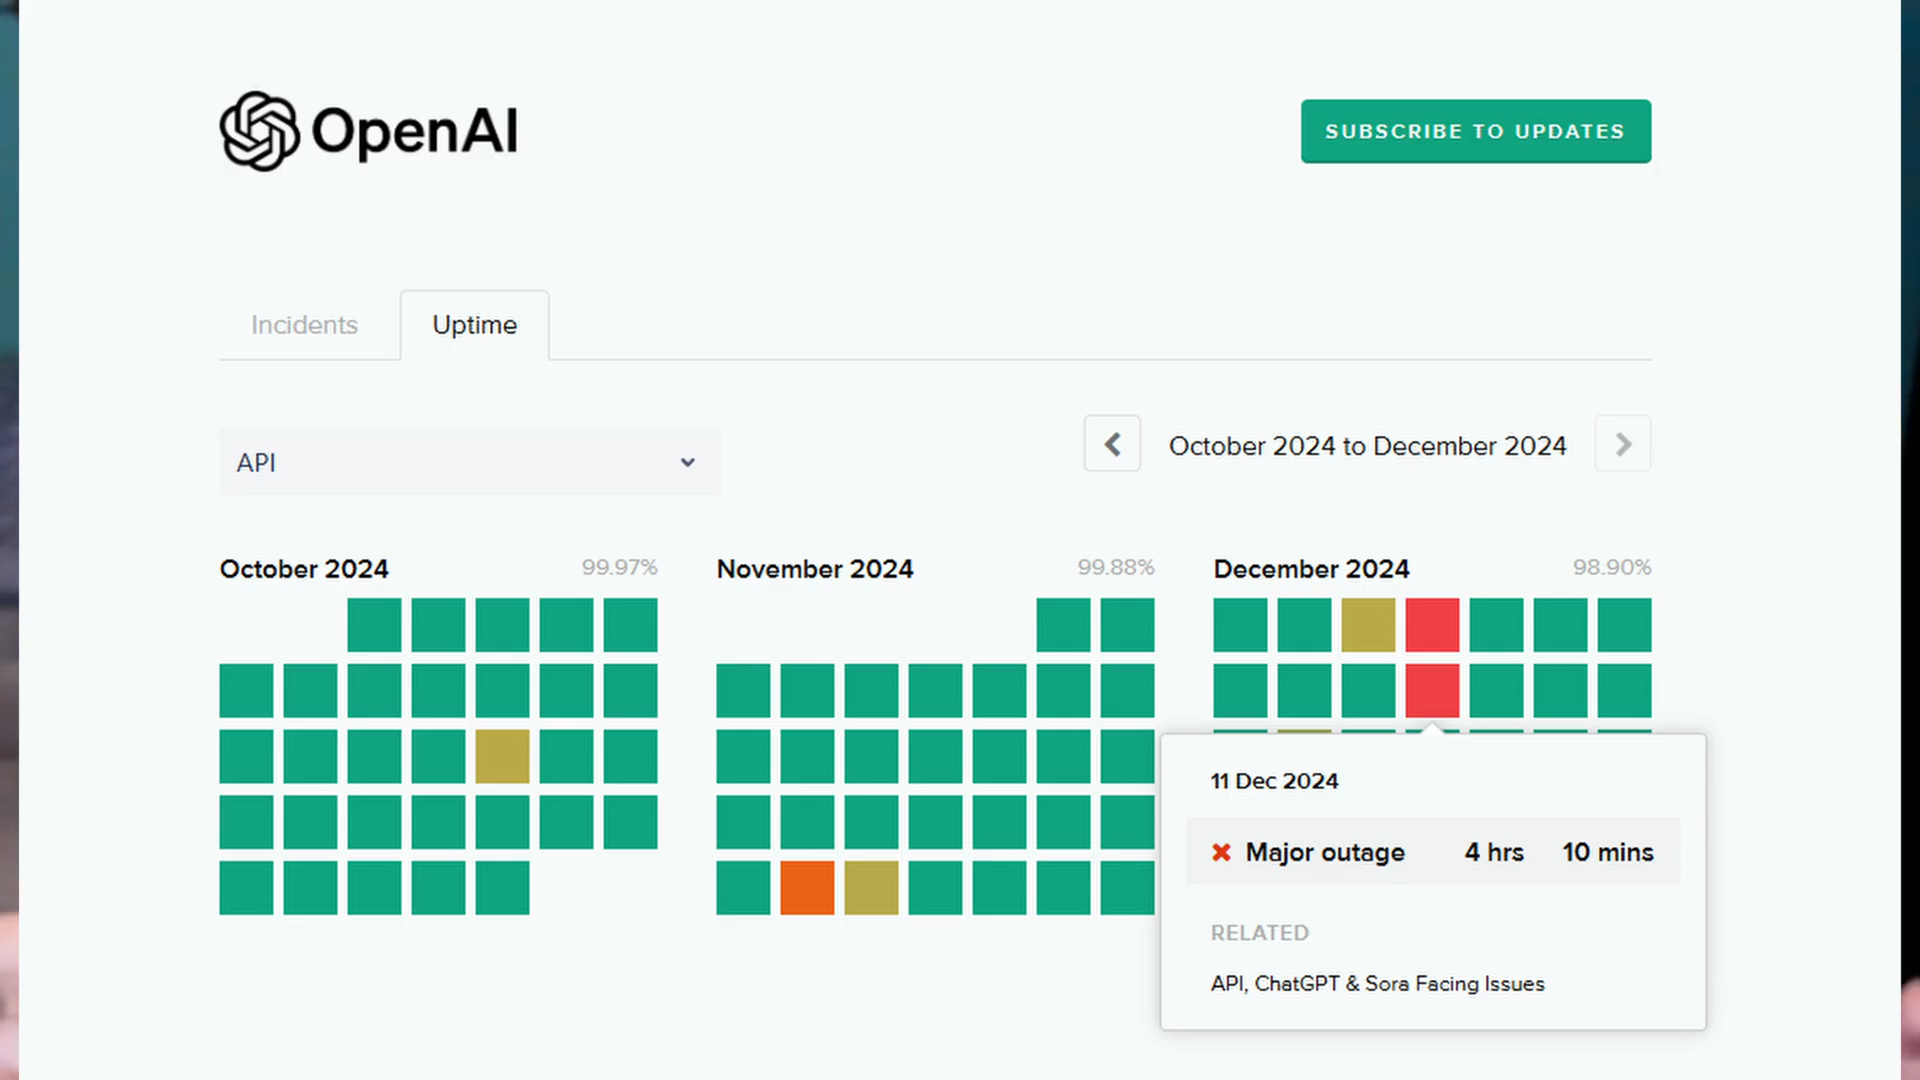 OpenAI
SUBSCRIBE TO UPDATES
Incidents
Uptime
API
October 2024 to December 2024
October 2024
99.97%
November 2024
99.88%
December 2024
98.90%
11 Dec 2024
Major outage 4 hrs 10 mins
RELATED
API, ChatGPT & Sora Facing Issues